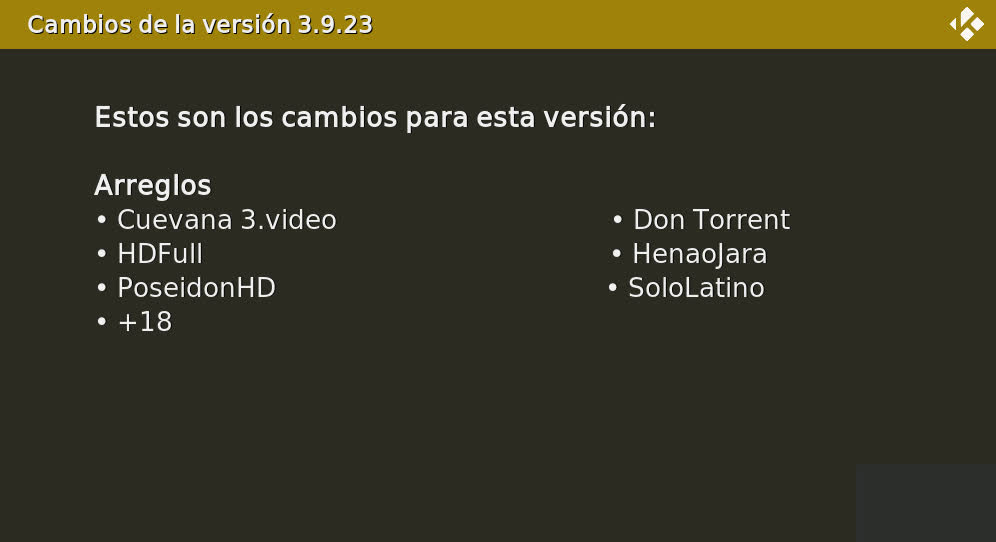 Cambios de la versión 3.9.23
Estos son los cambios para esta versión:
Arreglos
• Cuevana 3.video • Don Torrent
• HDFull • HenaoJara
• PoseidonHD • SoloLatino
• +18